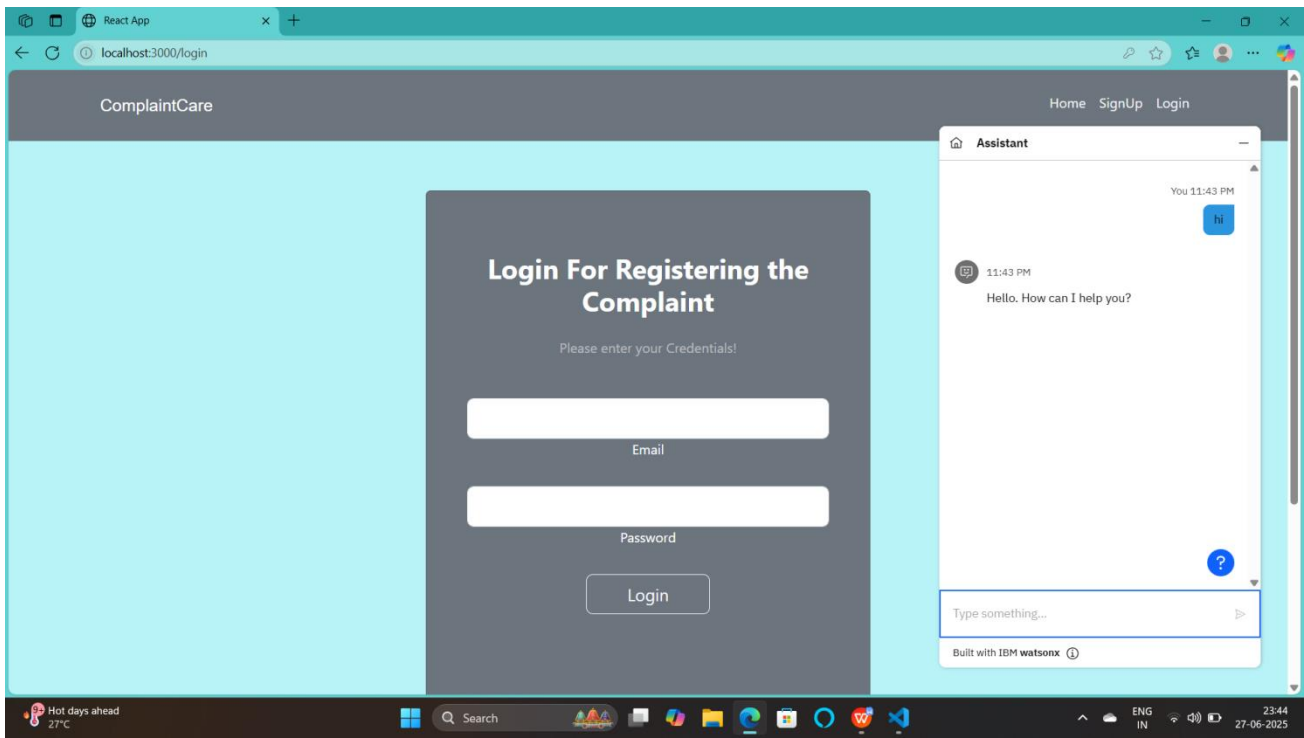 React App
localhost:3000/login
ComplaintCare
Home SignUp Login
Assistant
You 11:43 PM
hi
11:43 PM
Hello. How can I help you?
Login For Registering the
Complaint
Please enter your Credentials!
Email
Password
Login
?
Type something...
Built with IBM watsonx
9+
Hot days ahead
27°C
Search
ENG
IN
23:44
27-06-2025